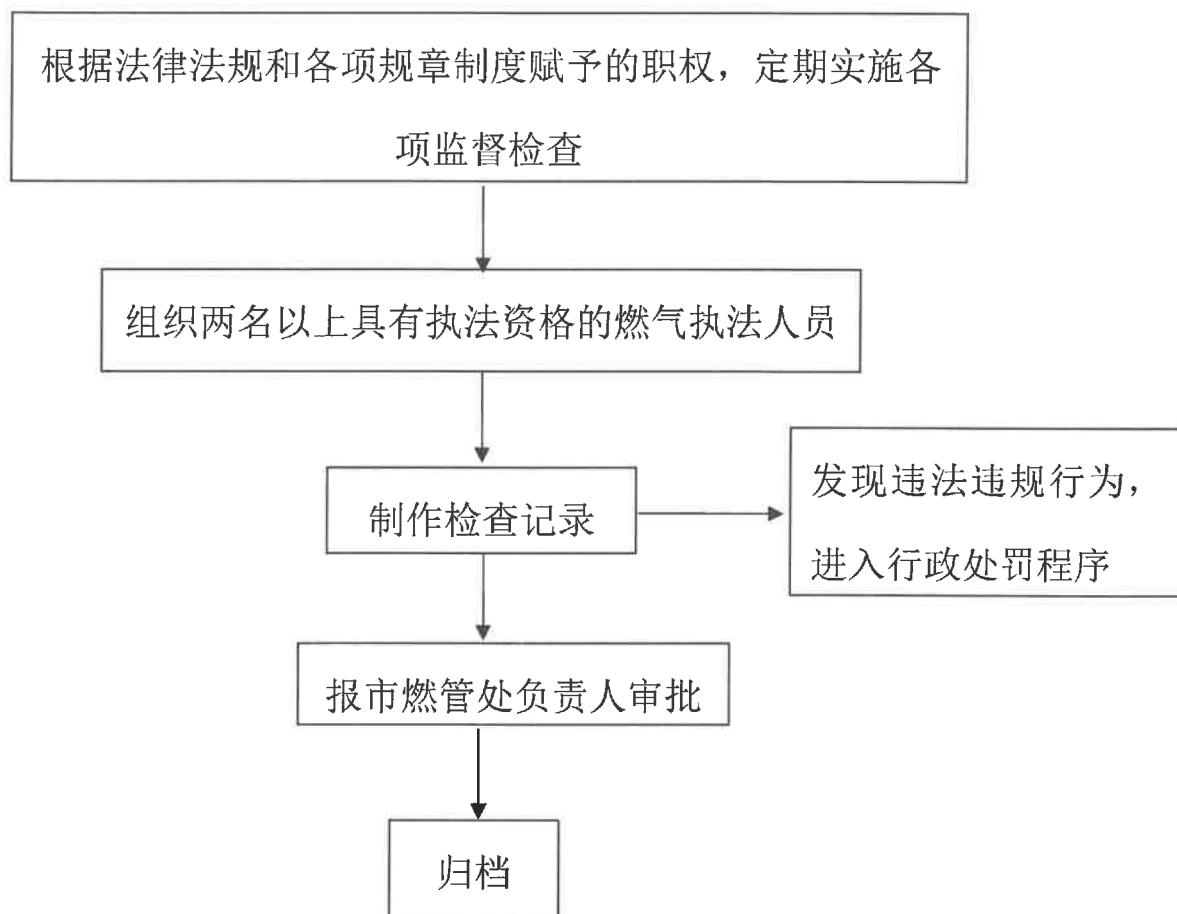 根据法律法规和各项规章制度赋予的职权，定期实施各
项监督检查
组织两名以上具有执法资格的燃气执法人员
制作检查记录
发现违法违规行为，
进入行政处罚程序
报市燃管处负责人审批
归档